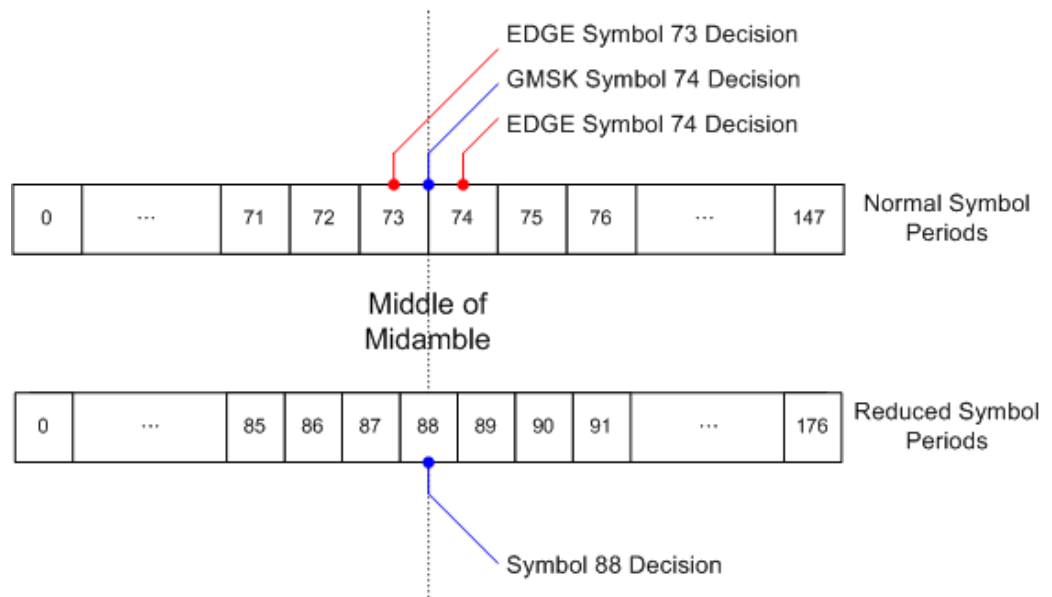 EDGE Symbol 73 Decision
GMSK Symbol 74 Decision
EDGE Symbol 74 Decision
0 ... 71 72 73 74 75 76 ... 147
Normal Symbol
Periods
Middle of
Midamble
0 ... 85 86 87 88 89 90 91 ... 176
Reduced Symbol
Periods
Symbol 88 Decision